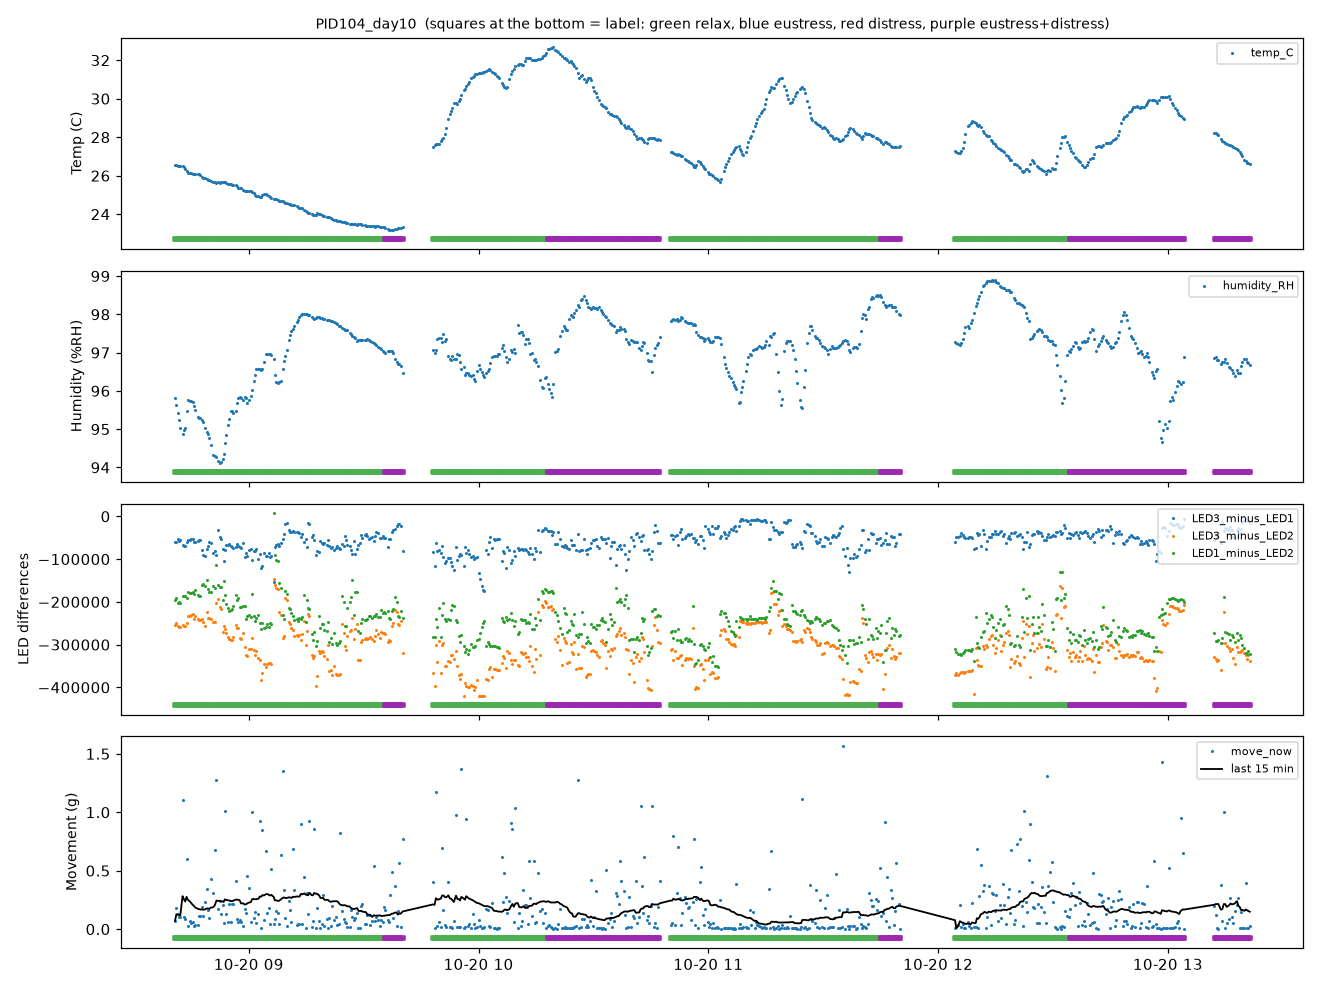 PID104_day10  (squares at the bottom = label: green relax, blue eustress, red distress, purple eustress+distress)
Temp (C)
32
30
28
26
24
temp_C
Humidity (%RH)
99
98
97
96
95
94
humidity_RH
LED differences
0
−100000
−200000
−300000
−400000
LED3_minus_LED1
LED3_minus_LED2
LED1_minus_LED2
Movement (g)
1.5
1.0
0.5
0.0
move_now
last 15 min
10-20 09
10-20 10
10-20 11
10-20 12
10-20 13